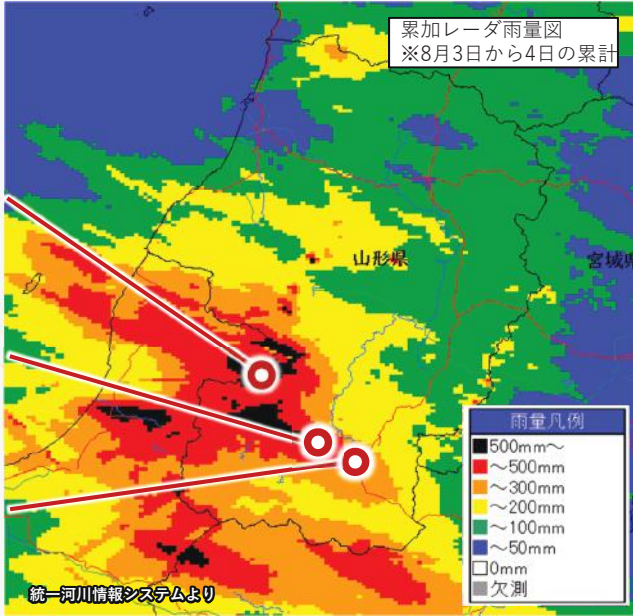 累加レーダ雨量図
※8月3日から4日の累計
山形県
宮城県
雨量凡例
500mm～
～500mm
～300mm
～200mm
～100mm
～50mm
0mm
欠測
統一河川情報システムより